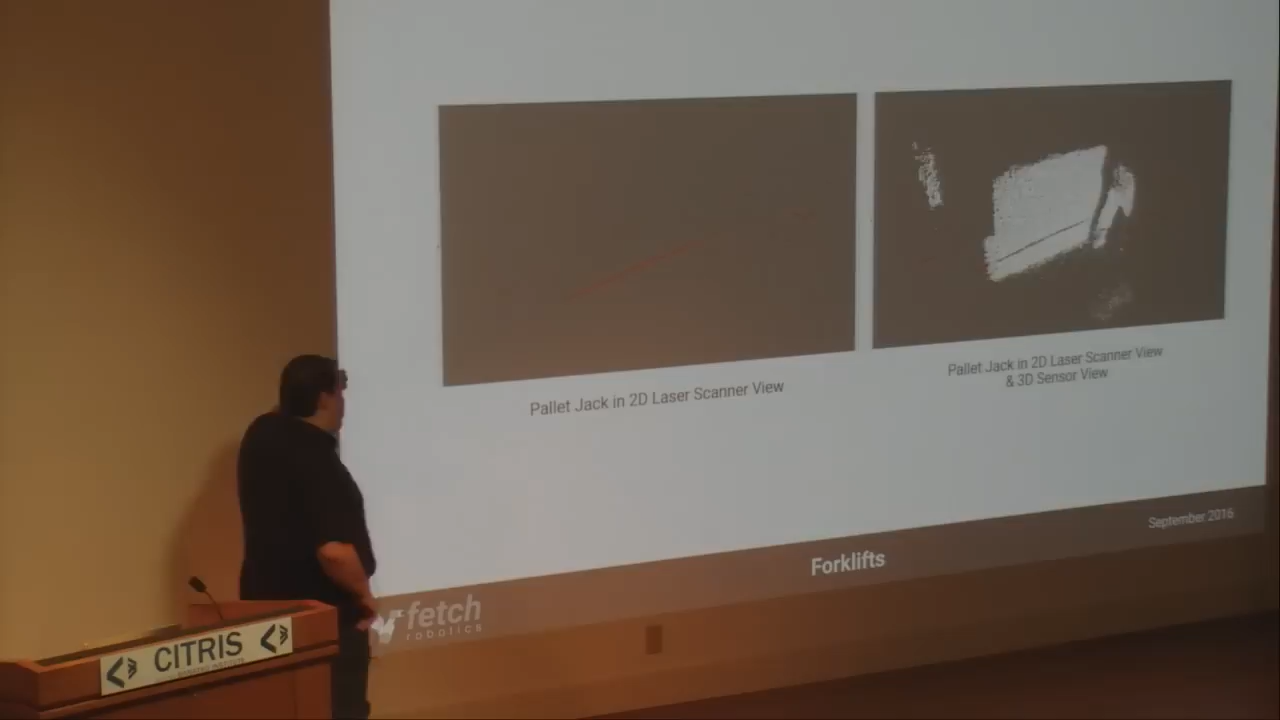 Pallet Jack in 2D Laser Scanner View
Pallet Jack in 2D Laser Scanner View
& 3D Sensor View
September 2016
Forklifts
fetch
robotics
CITRIS